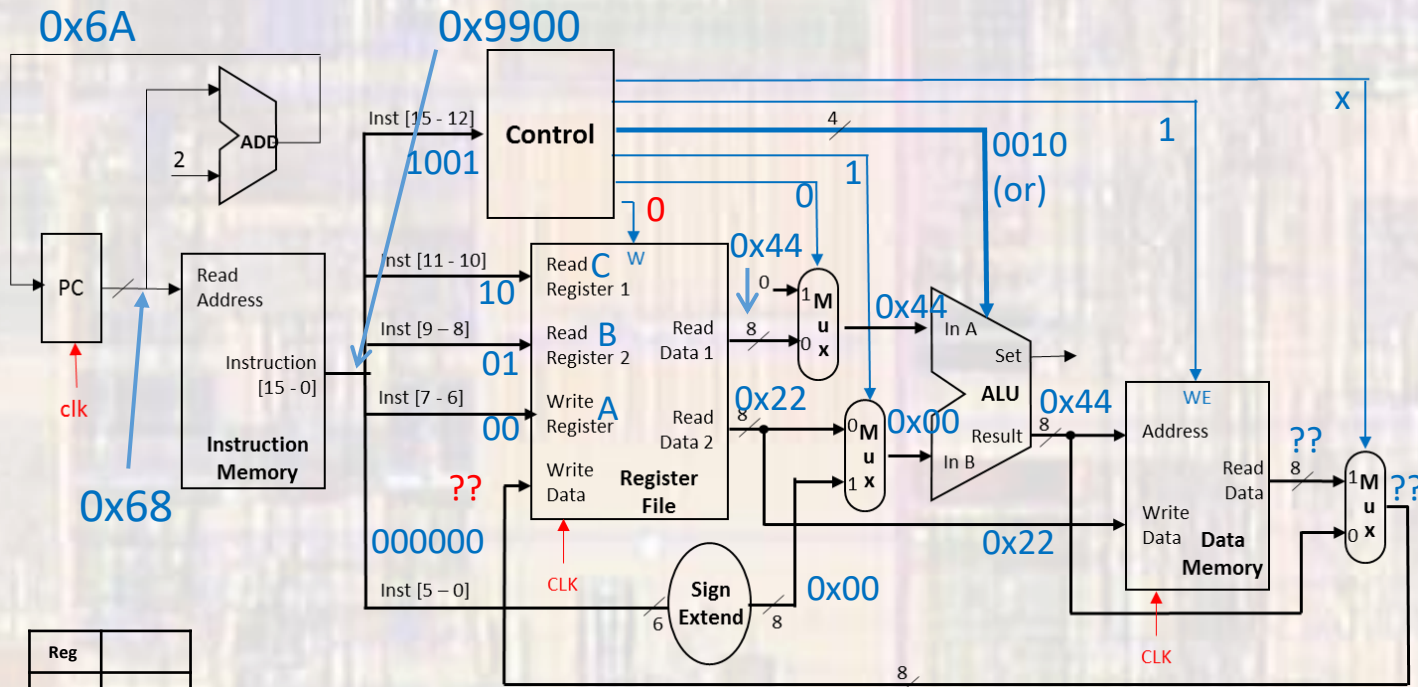 0x6A
0x9900
ADD
2
Inst [15 - 12]
1001
Control
4
0010
(or)
1
x
1
0
0
W
PC
clk
0x68
Read
Address
Instruction
[15 - 0]
Instruction
Memory
Inst [11 - 10]
10
Inst [9 – 8]
01
Inst [7 - 6]
00
??
000000
Inst [5 – 0]
Read C
Register 1
Read B
Register 2
Write A
Register
Write
Data
Read
Data 1
Read
Data 2
Register
File
CLK
0x44
8
0
1
0
M
u
x
0x44
0x22
8
0
1
M
u
x
0x00
In A
Set
ALU
Result
In B
0x44
8
WE
Address
Read
Data
Write
Data
Data
Memory
CLK
0x22
??
8
1
0
M
u
x
??
6
Sign
Extend
8
0x00
8
Reg